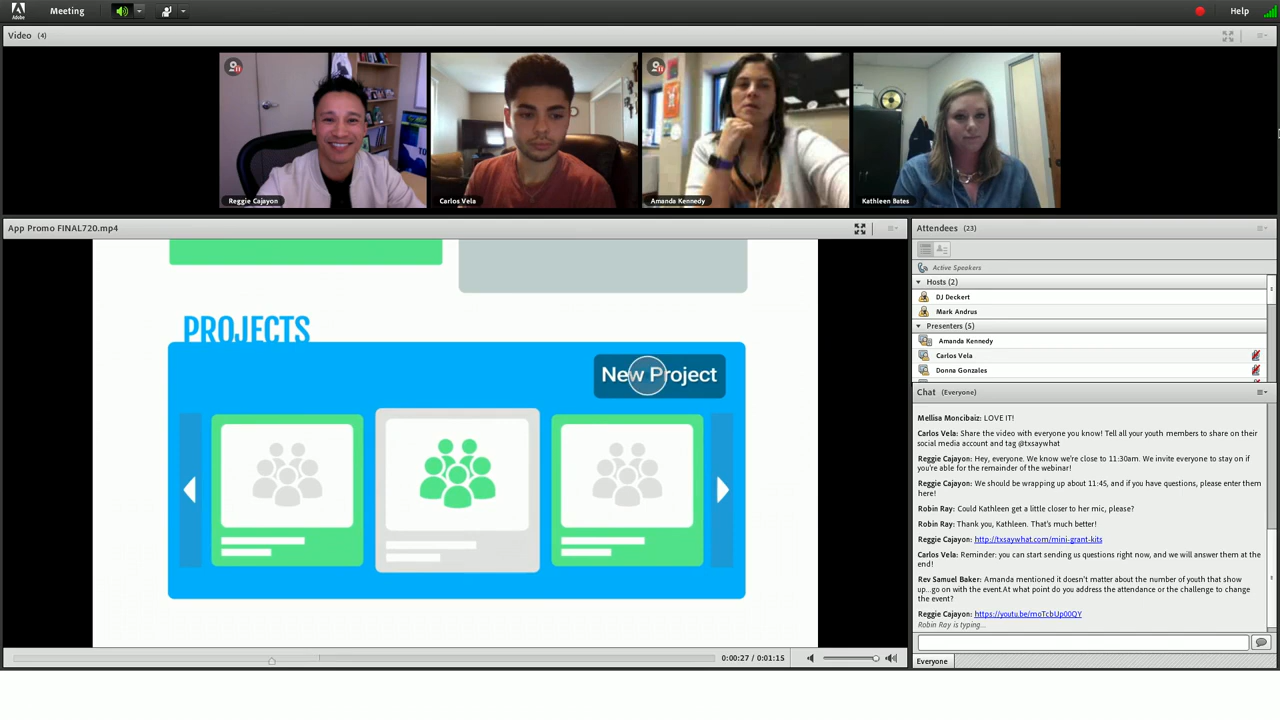 Adobe
Meeting
Help
Video (4)
Reggie Cajayon
Carlos Vela
Amanda Kennedy
Kathleen Bates
App Promo FINAL720.mp4
PROJECTS
New Project
0:00:27 / 0:01:15
Attendees (23)
Active Speakers
Hosts (2)
DJ Deckert
Mark Andrus
Presenters (5)
Amanda Kennedy
Carlos Vela
Donna Gonzales
Chat (Everyone)
Mellisa Moncibaiz: LOVE IT!
Carlos Vela: Share the video with everyone you know! Tell all your youth members to share on their
social media account and tag @txsaywhat
Reggie Cajayon: Hey, everyone. We know we're close to 11:30am. We invite everyone to stay on if
you're able for the remainder of the webinar!
Reggie Cajayon: We should be wrapping up about 11:45, and if you have questions, please enter them
here!
Robin Ray: Could Kathleen get a little closer to her mic, please?
Robin Ray: Thank you, Kathleen. That's much better!
Reggie Cajayon: http://txsaywhat.com/mini-grant-kits
Carlos Vela: Reminder: you can start sending us questions right now, and we will answer them at the
end!
Rev Samuel Baker: Amanda mentioned it doesn't matter about the number of youth that show
up...go on with the event.At what point do you address the attendance or the challenge to change
the event?
Reggie Cajayon: https://youtu.be/moTcbUp00QY
Robin Ray is typing...
Everyone